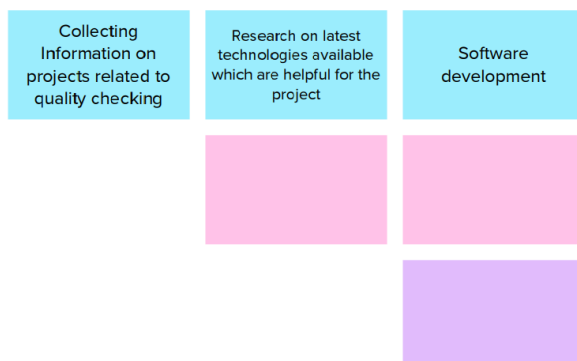 Collecting
Information on
projects related to
quality checking
Research on latest
technologies available
which are helpful for the
project
Software
development